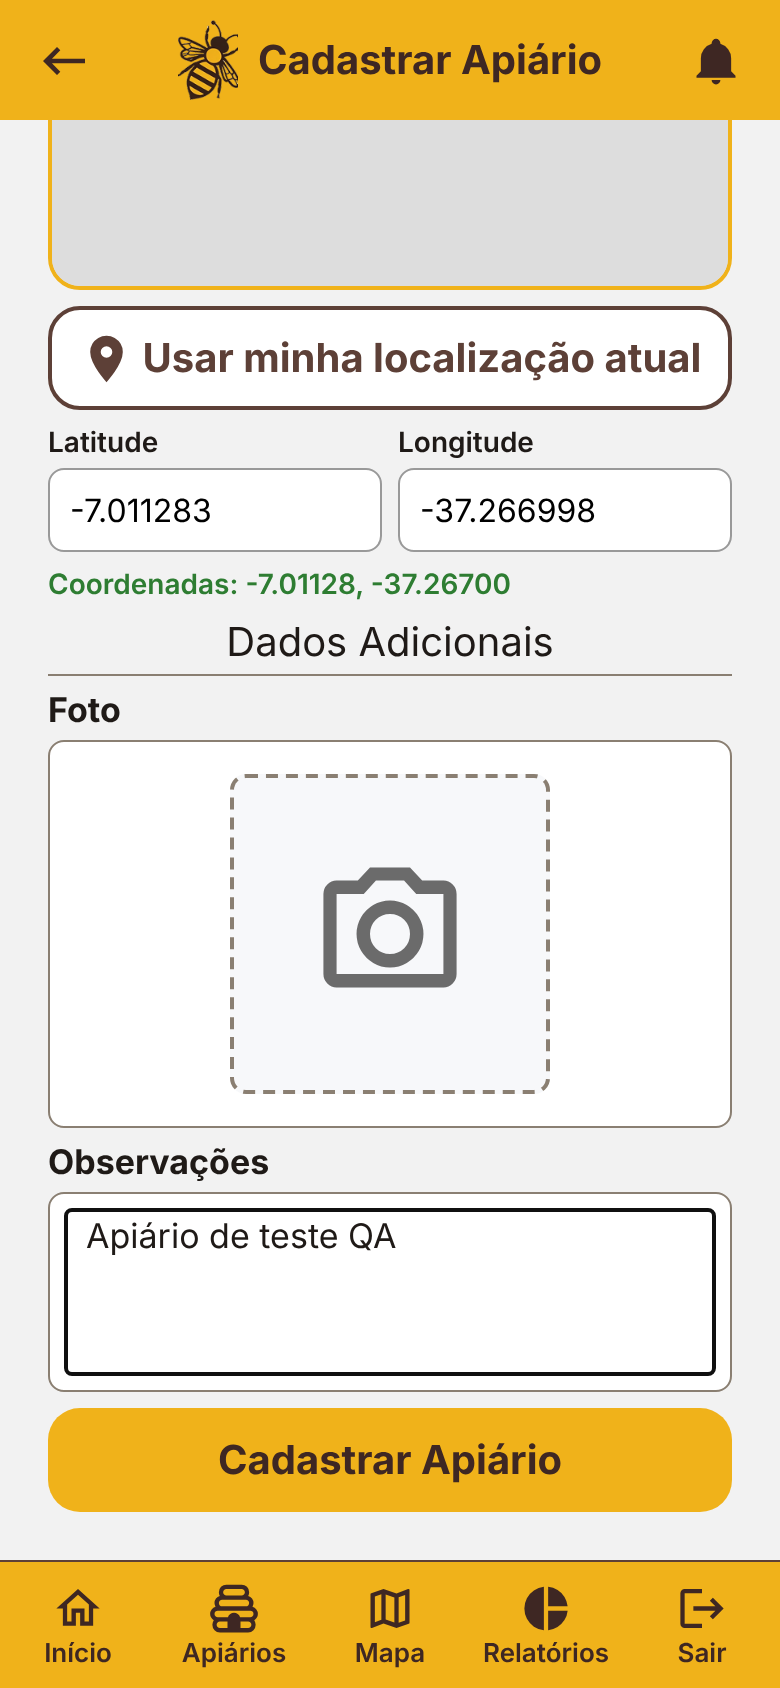 Cadastrar Apiário
Usar minha localização atual
Latitude
Longitude
-7.011283
-37.266998
Coordenadas: -7.01128, -37.26700
Dados Adicionais
Foto
Observações
Apiário de teste QA
Cadastrar Apiário
Início
Apiários
Mapa
Relatórios
Sair